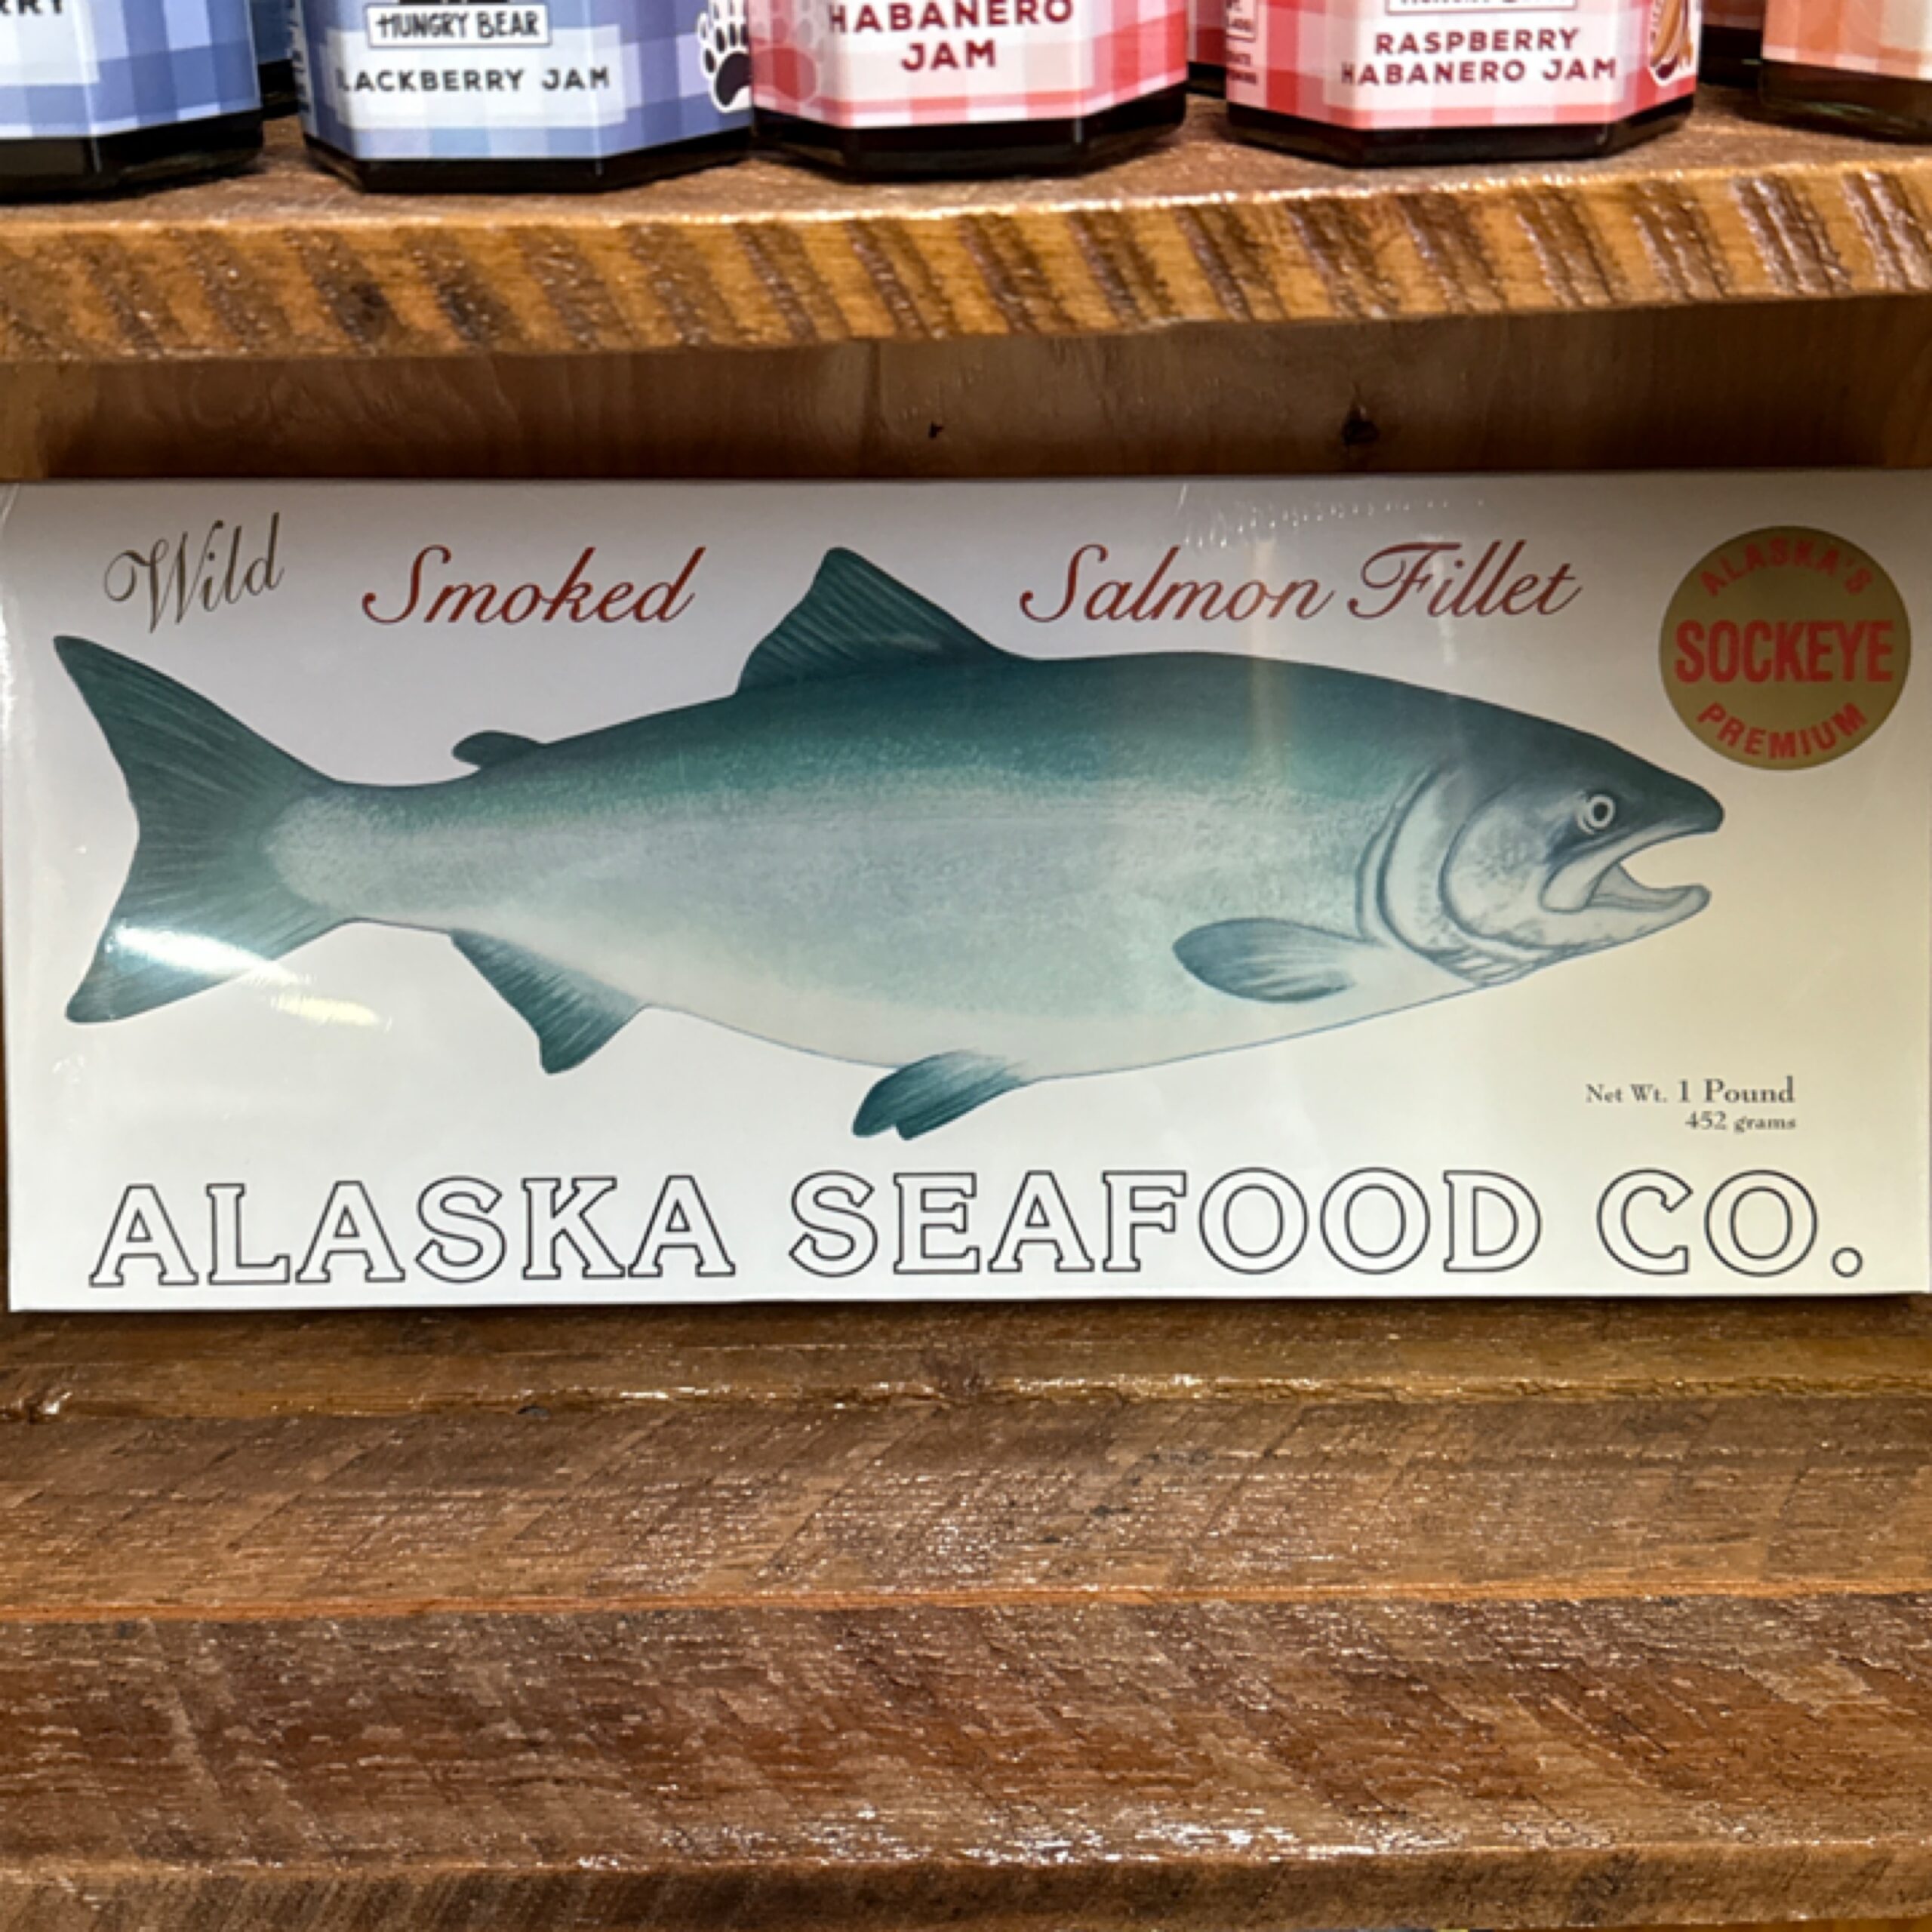 HUNGRY BEAR
LACKBERRY JAM
HABANERO
JAM
RASPBERRY
HABANERO JAM
Wild Smoked Salmon Fillet
ALASKA'S
SOCKEYE
PREMIUM
Net Wt. 1 Pound
452 grams
ALASKA SEAFOOD CO.